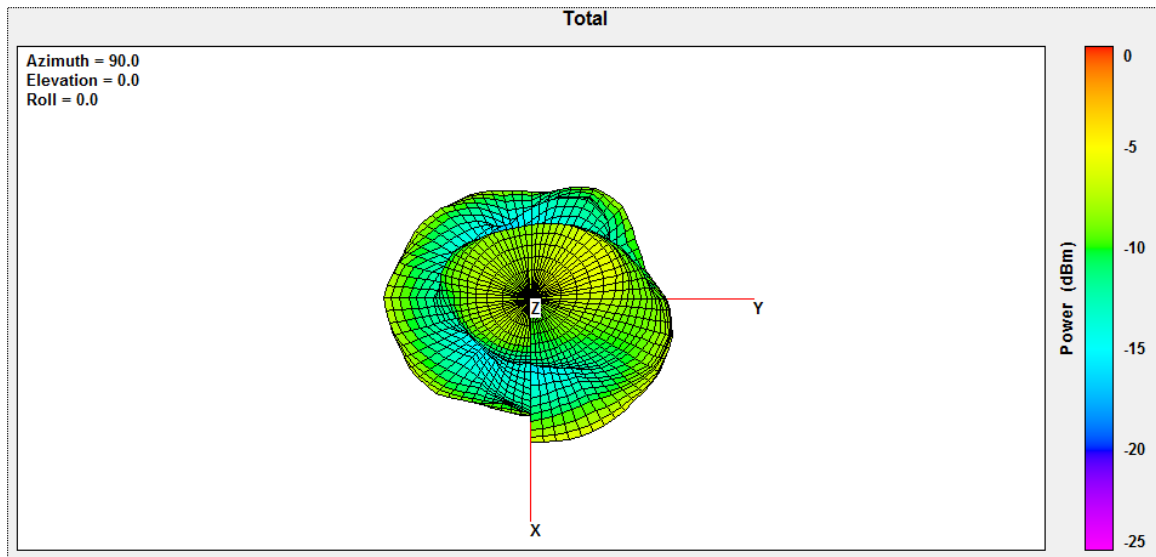 Total
Azimuth = 90.0
Elevation = 0.0
Roll = 0.0
Z
Y
X
0
-5
-10
-15
-20
-25
Power (dBm)